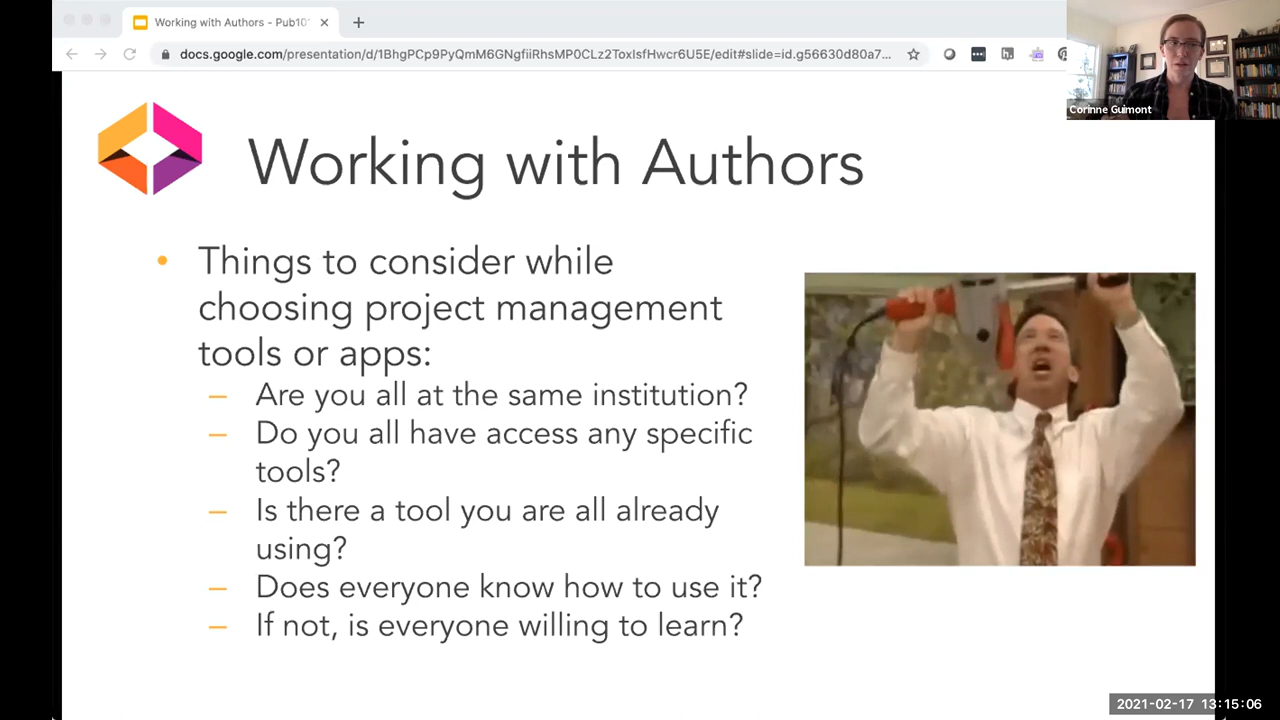 Working with Authors - Pub10
docs.google.com/presentation/d/1BhgPCp9PyQmx6GNgfiiRhsMP0CLz2ToxIsfHwcr6U5E/edit#slide=id.g56630d80a7...
Corinne Guimont
Working with Authors
• Things to consider while
choosing project management
tools or apps:
– Are you all at the same institution?
– Do you all have access any specific
tools?
– Is there a tool you are all already
using?
– Does everyone know how to use it?
– If not, is everyone willing to learn?
2021-02-17 13:15:06